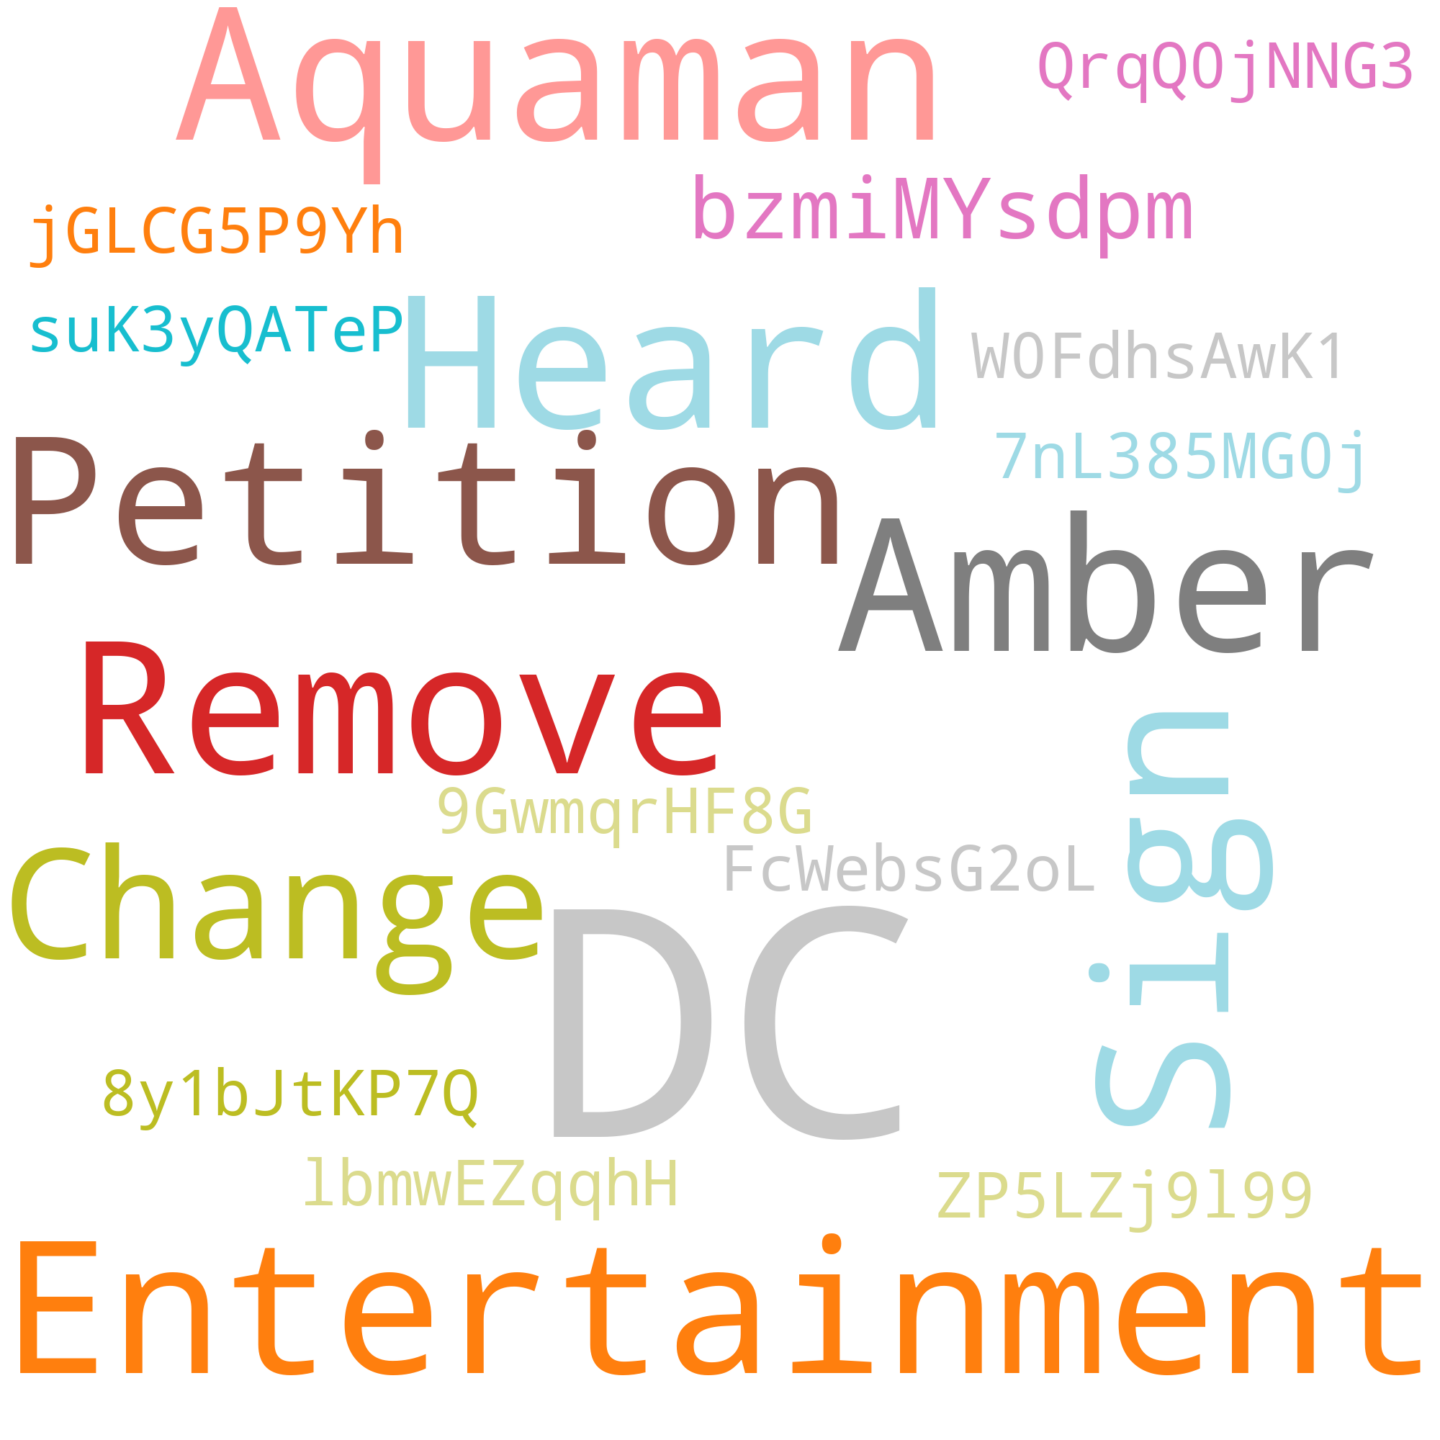 Aquaman
QrqQ0jNNG3
bzmiMYsdpm
jGLCG5P9Yh
suK3yQATeP
Heard
W0FdhsAwK1
7nL385MG0j
Petition
Amber
Remove
Sign
9GwmqrHF8G
FcWebsG2oL
Change
DC
8y1bJtKP7Q
lbmwEZqqhH
ZP5LZj9l99
Entertainment